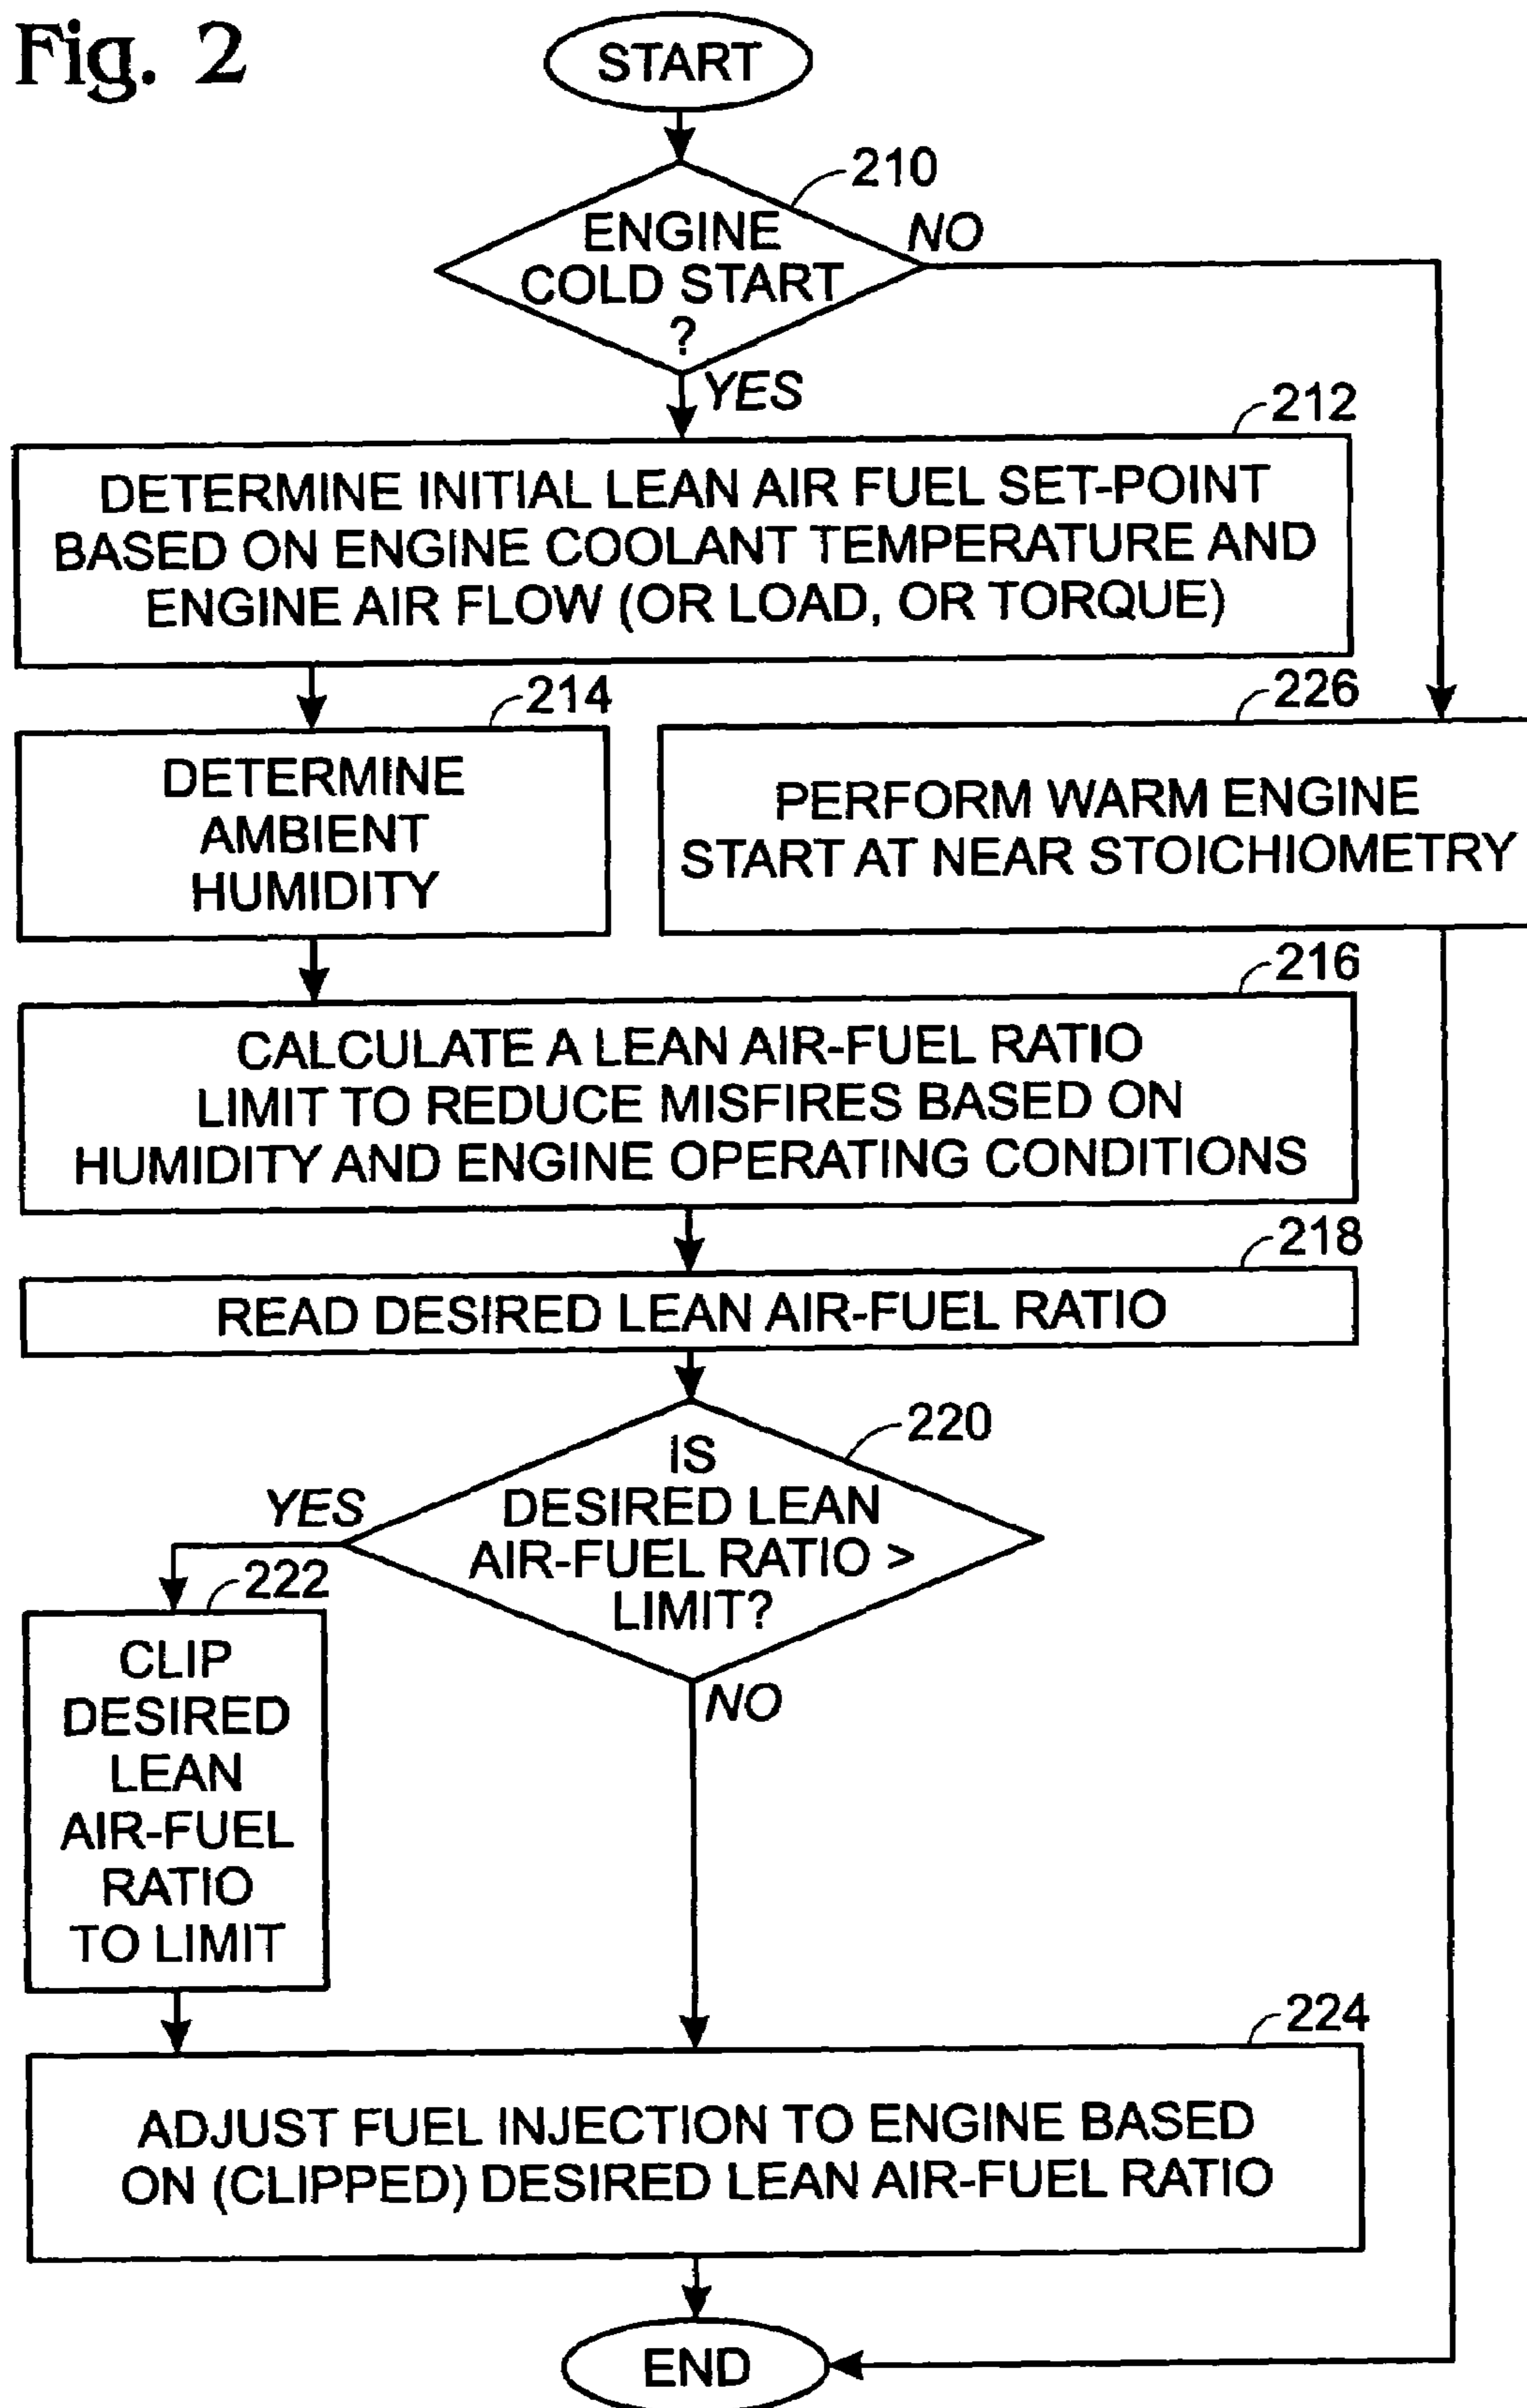 Fig. 2
START
210
ENGINE
COLD START
?
NO
YES
212
DETERMINE INITIAL LEAN AIR FUEL SET-POINT
BASED ON ENGINE COOLANT TEMPERATURE AND
ENGINE AIR FLOW (OR LOAD, OR TORQUE)
214
DETERMINE
AMBIENT
HUMIDITY
226
PERFORM WARM ENGINE
START AT NEAR STOICHIOMETRY
216
CALCULATE A LEAN AIR-FUEL RATIO
LIMIT TO REDUCE MISFIRES BASED ON
HUMIDITY AND ENGINE OPERATING CONDITIONS
218
READ DESIRED LEAN AIR-FUEL RATIO
220
IS
DESIRED LEAN
AIR-FUEL RATIO >
LIMIT?
YES
NO
222
CLIP
DESIRED
LEAN
AIR-FUEL
RATIO
TO LIMIT
224
ADJUST FUEL INJECTION TO ENGINE BASED
ON (CLIPPED) DESIRED LEAN AIR-FUEL RATIO
END